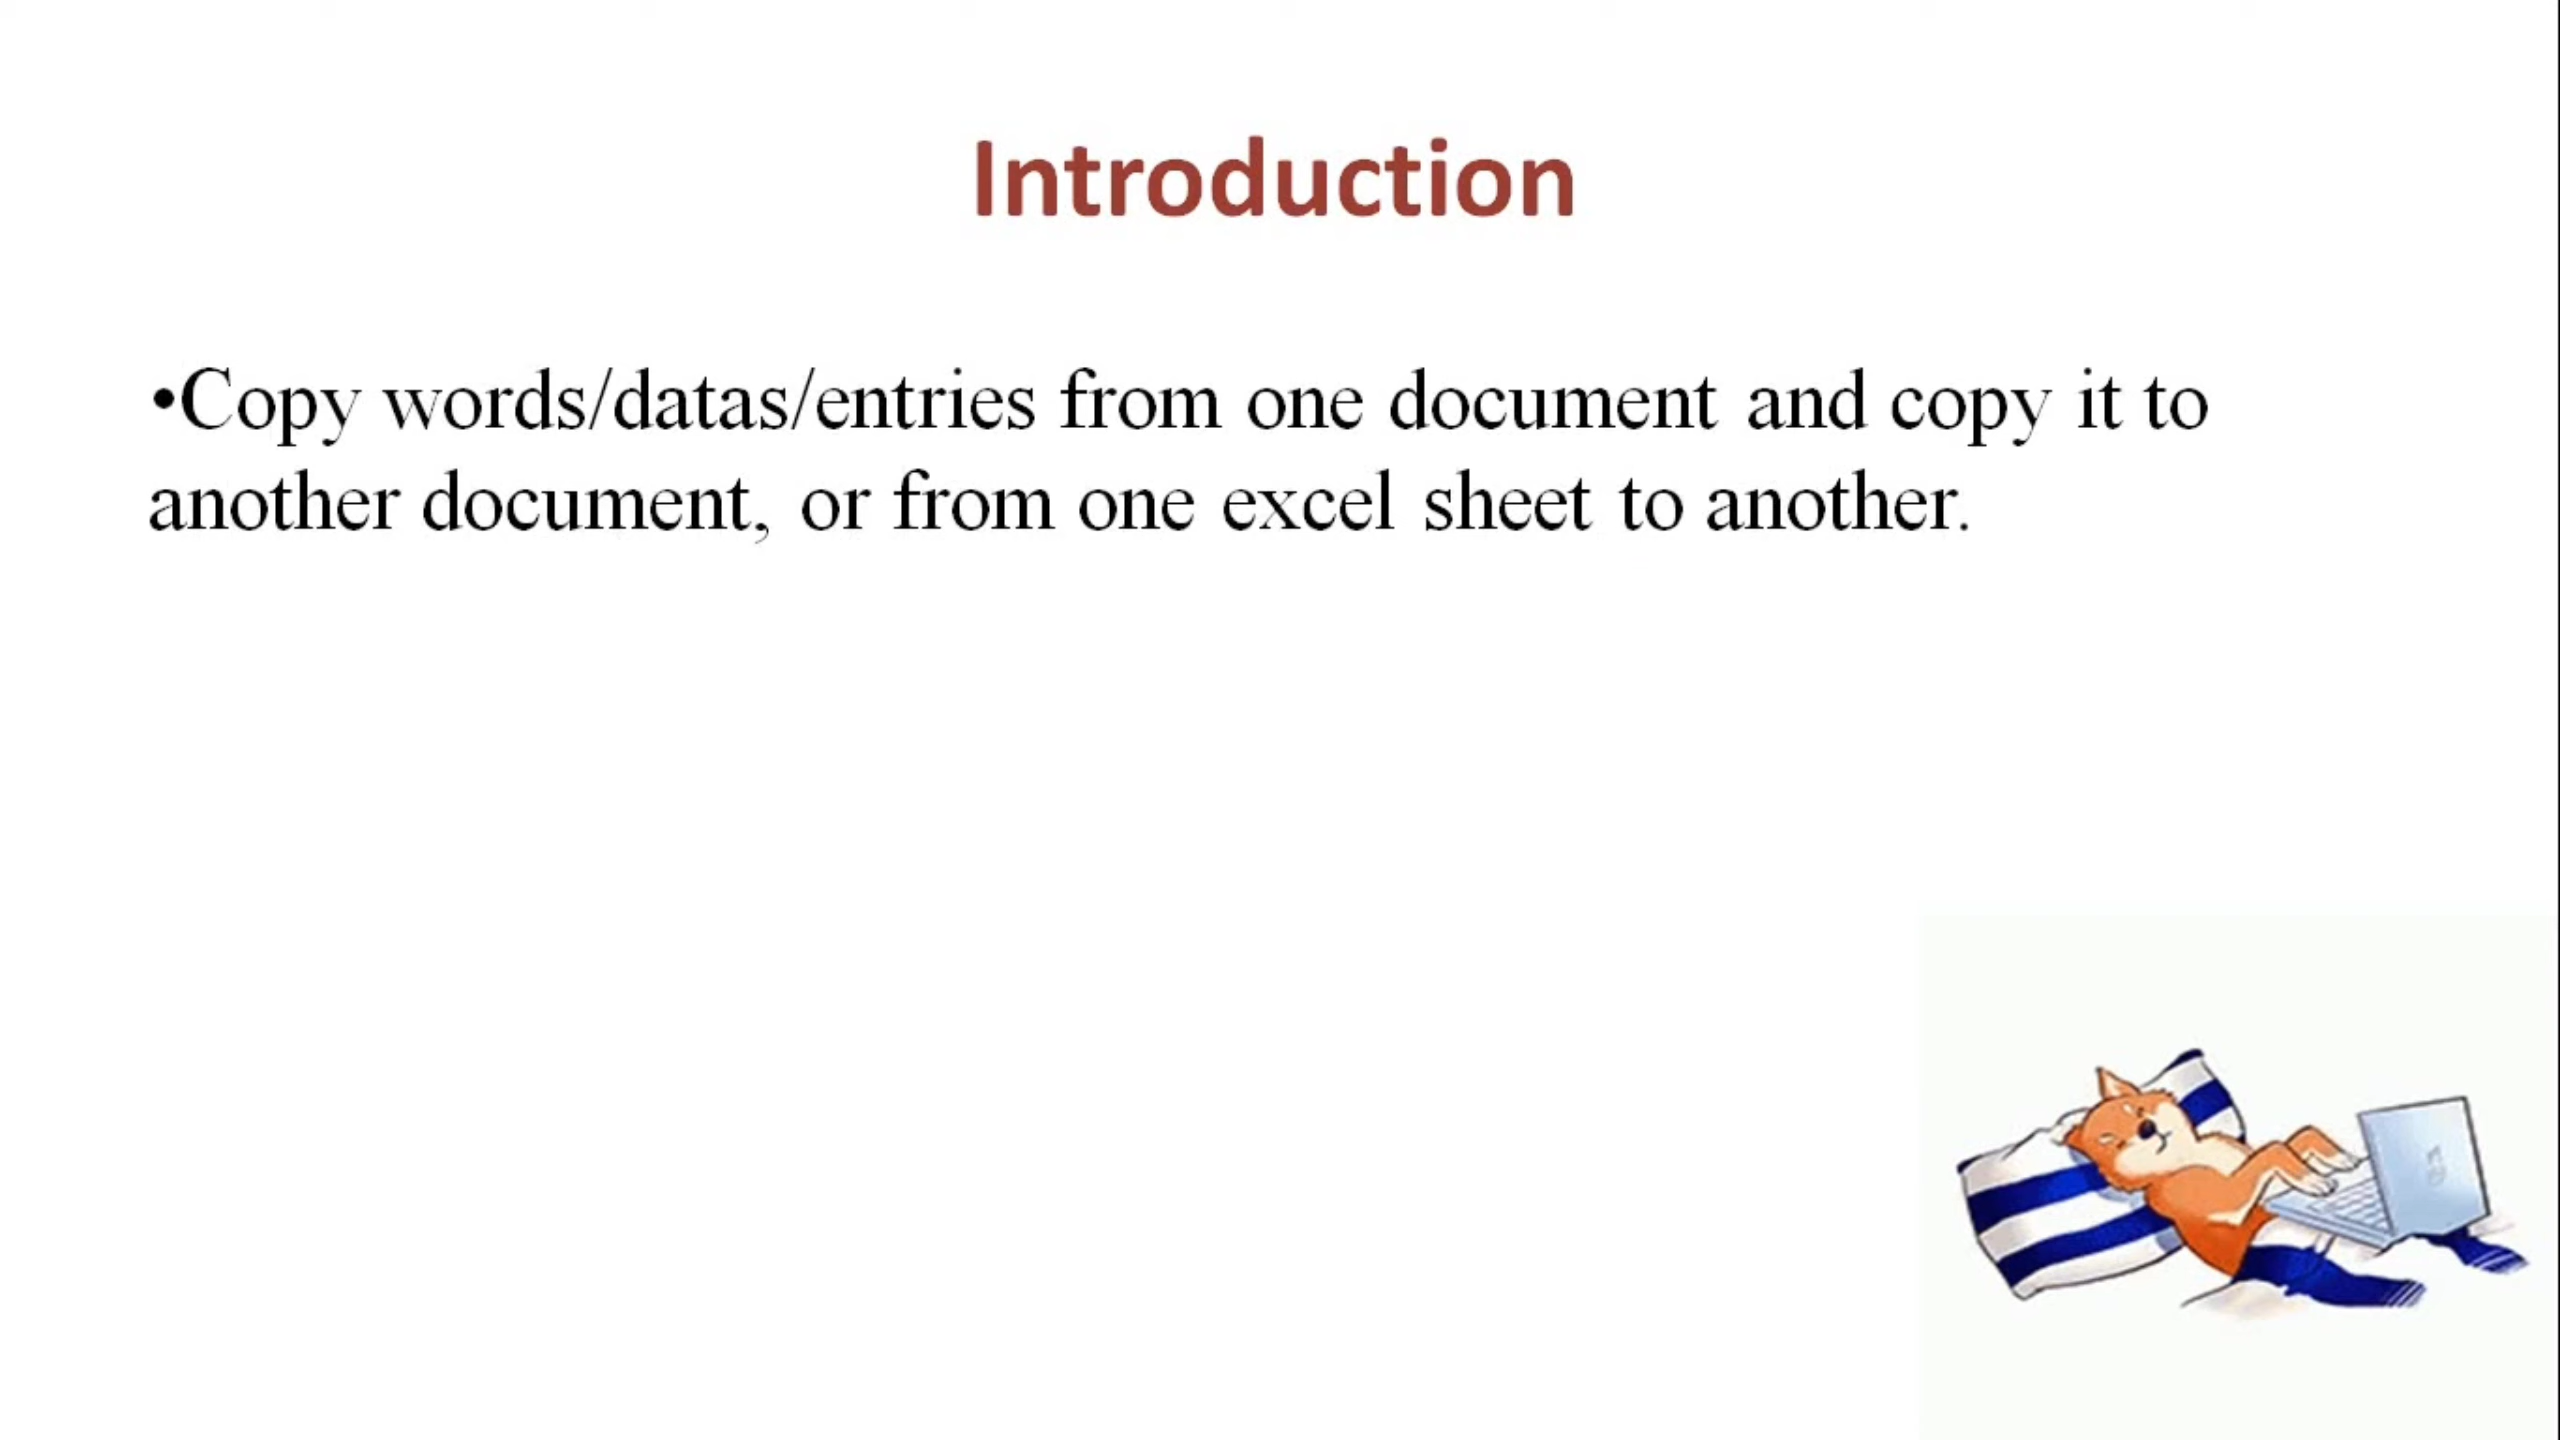 Introduction
•Copy words/datas/entries from one document and copy it to
another document, or from one excel sheet to another.